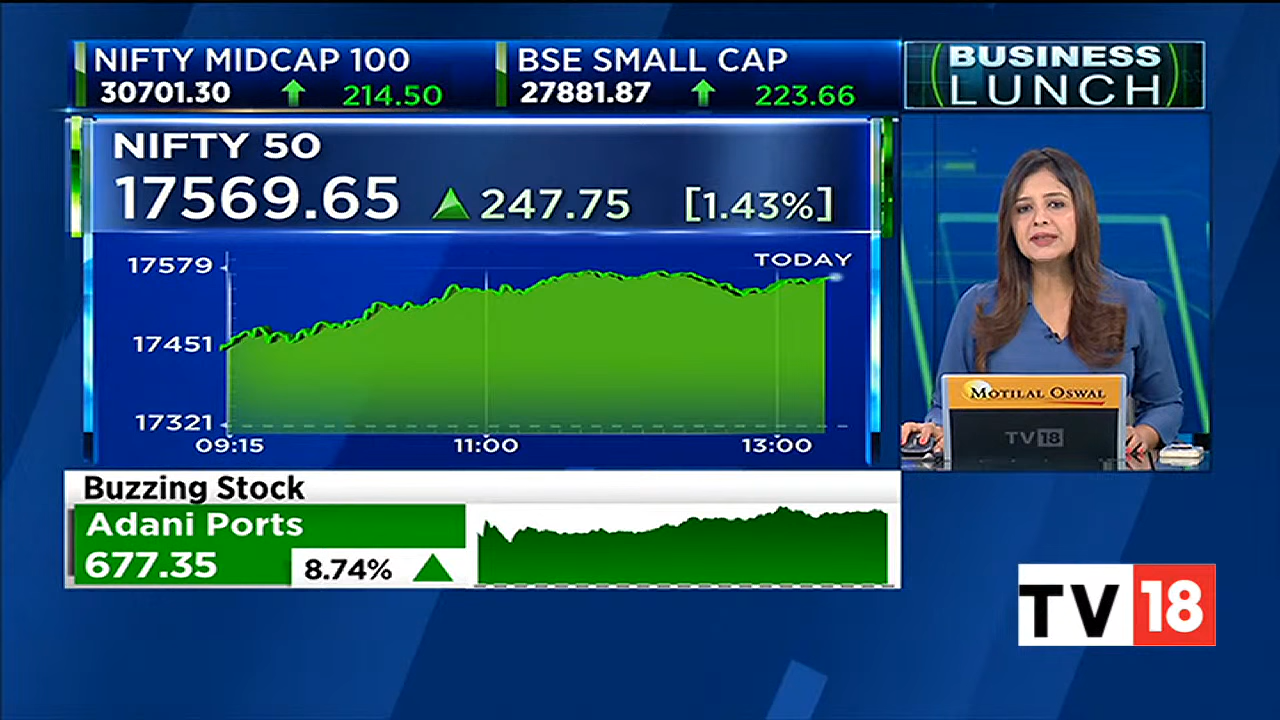 NIFTY MIDCAP 100
30701.30 214.50
BSE SMALL CAP
27881.87 223.66
BUSINESS
LUNCH
NIFTY 50
17569.65 247.75 [1.43%]
TODAY
17579
17451
17321
09:15 11:00 13:00
MOTILAL OSWAL
TV18
Buzzing Stock
Adani Ports
677.35 8.74%
TV18